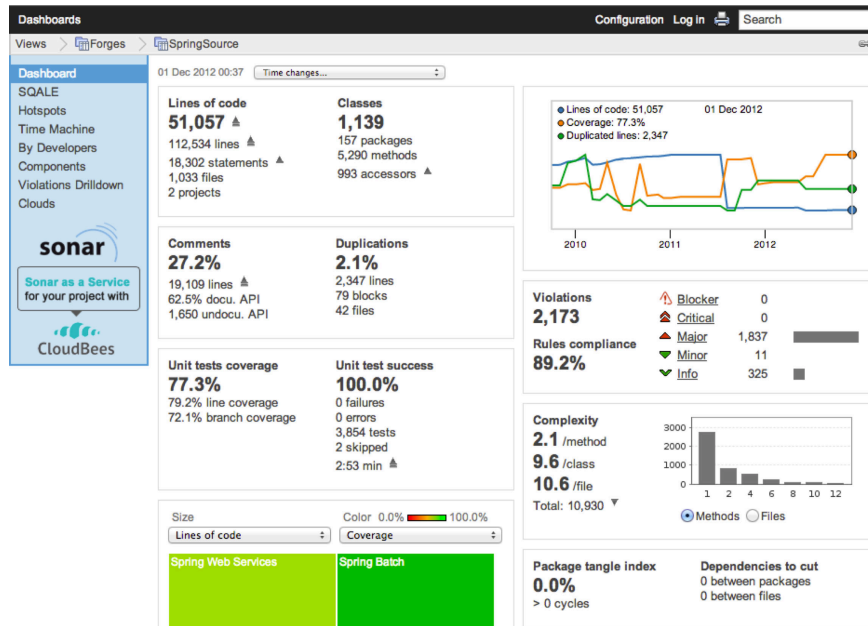 Dashboards
Configuration Log in
Search
Views
Forges
SpringSource
Dashboard
SQALE
Hotspots
Time Machine
By Developers
Components
Violations Drilldown
Clouds
sonar
Sonar as a Service
for your project with
CloudBees
01 Dec 2012 00:37
Time changes...
Lines of code
51,057
112,534 lines
18,302 statements
1,033 files
2 projects
Classes
1,139
157 packages
5,290 methods
993 accessors
Comments
27.2%
19,109 lines
62.5% docu. API
1,650 undocu. API
Duplications
2.1%
2,347 lines
79 blocks
42 files
Unit tests coverage
77.3%
79.2% line coverage
72.1% branch coverage
Unit test success
100.0%
0 failures
0 errors
3,854 tests
2 skipped
2:53 min
Size
Lines of code
Color 0.0% 100.0%
Coverage
Spring Web Services
Spring Batch
Lines of code: 51,057
01 Dec 2012
Coverage: 77.3%
Duplicated lines: 2,347
2010 2011 2012
Violations
2,173
Rules compliance
89.2%
Blocker 0
Critical 0
Major 1,837
Minor 11
Info 325
Complexity
2.1 /method
9.6 /class
10.6 /file
Total: 10,930
3000
2000
1000
0
1 2 4 6 8 10 12
Methods Files
Package tangle index
0.0%
> 0 cycles
Dependencies to cut
0 between packages
0 between files